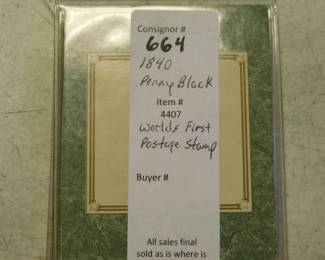 Consignor #
664
1840
Penny Black
Item #
4407
Worlds First
Postage Stamp
Buyer #
All sales final
sold as is where is